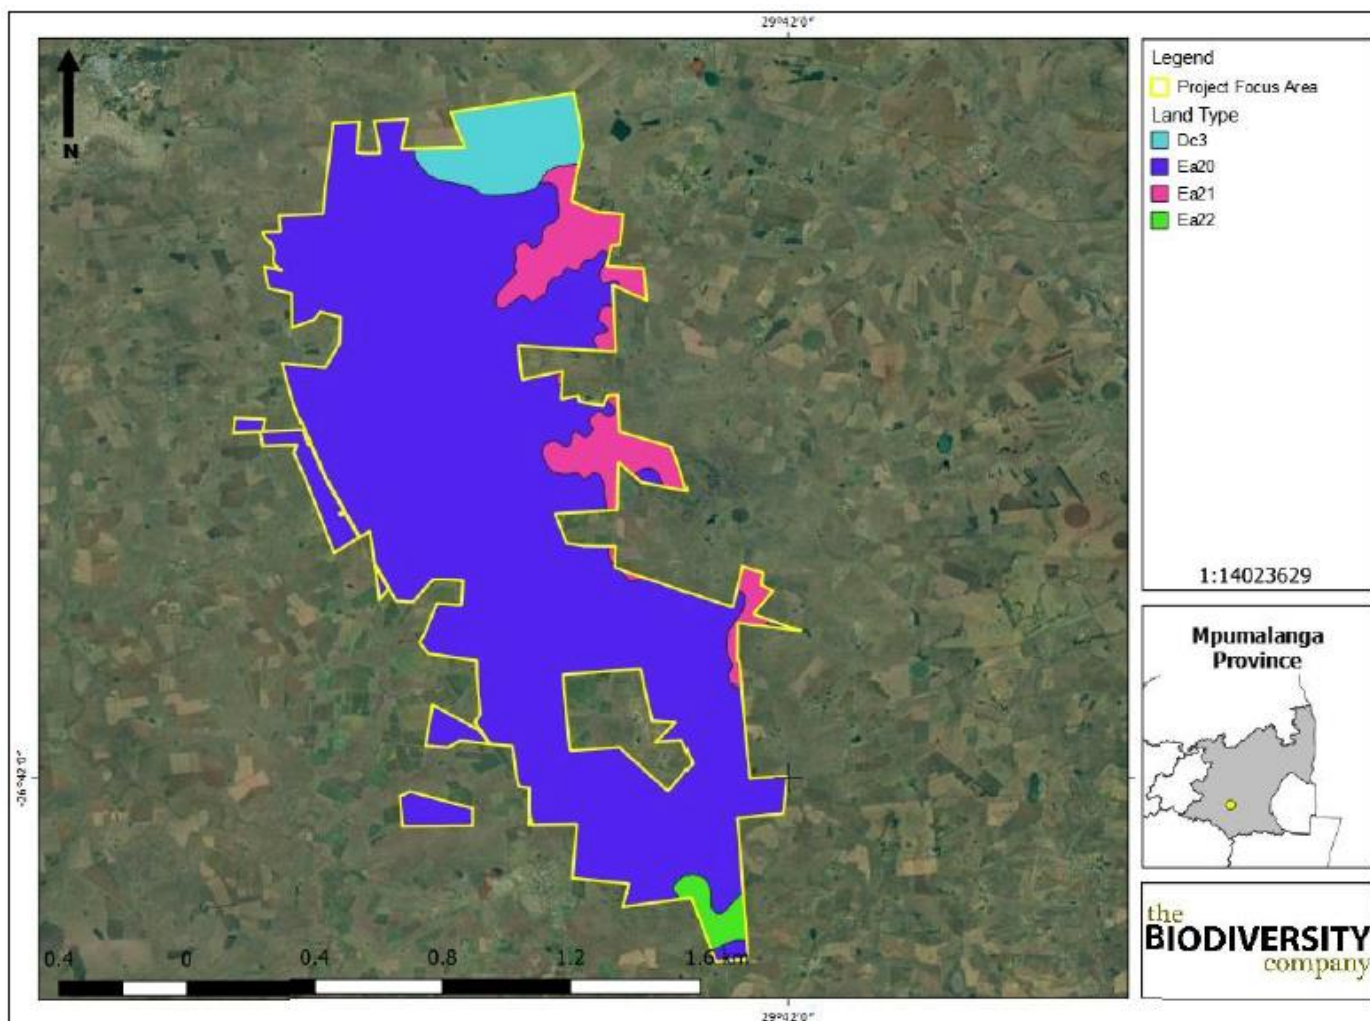 29°42'0"
N
Legend
Project Focus Area
Land Type
Dc3
Ea20
Ea21
Ea22
1:14023629
Mpumalanga
Province
-26°42'0"
0.4 0 0.4 0.8 1.2 1.6 km
29°42'0"
the
BIODIVERSITY
company